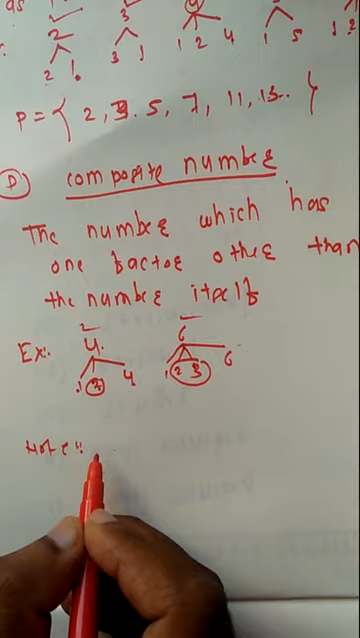 2
3
2 1
3 1
1 2 4
1 5
1
P = { 2, 3, 5, 7, 11, 13.. }
D composite number
The number which has
one factor other than
the number itself
Ex:- 4 6
1 2 4 1 2 3 6
Note: